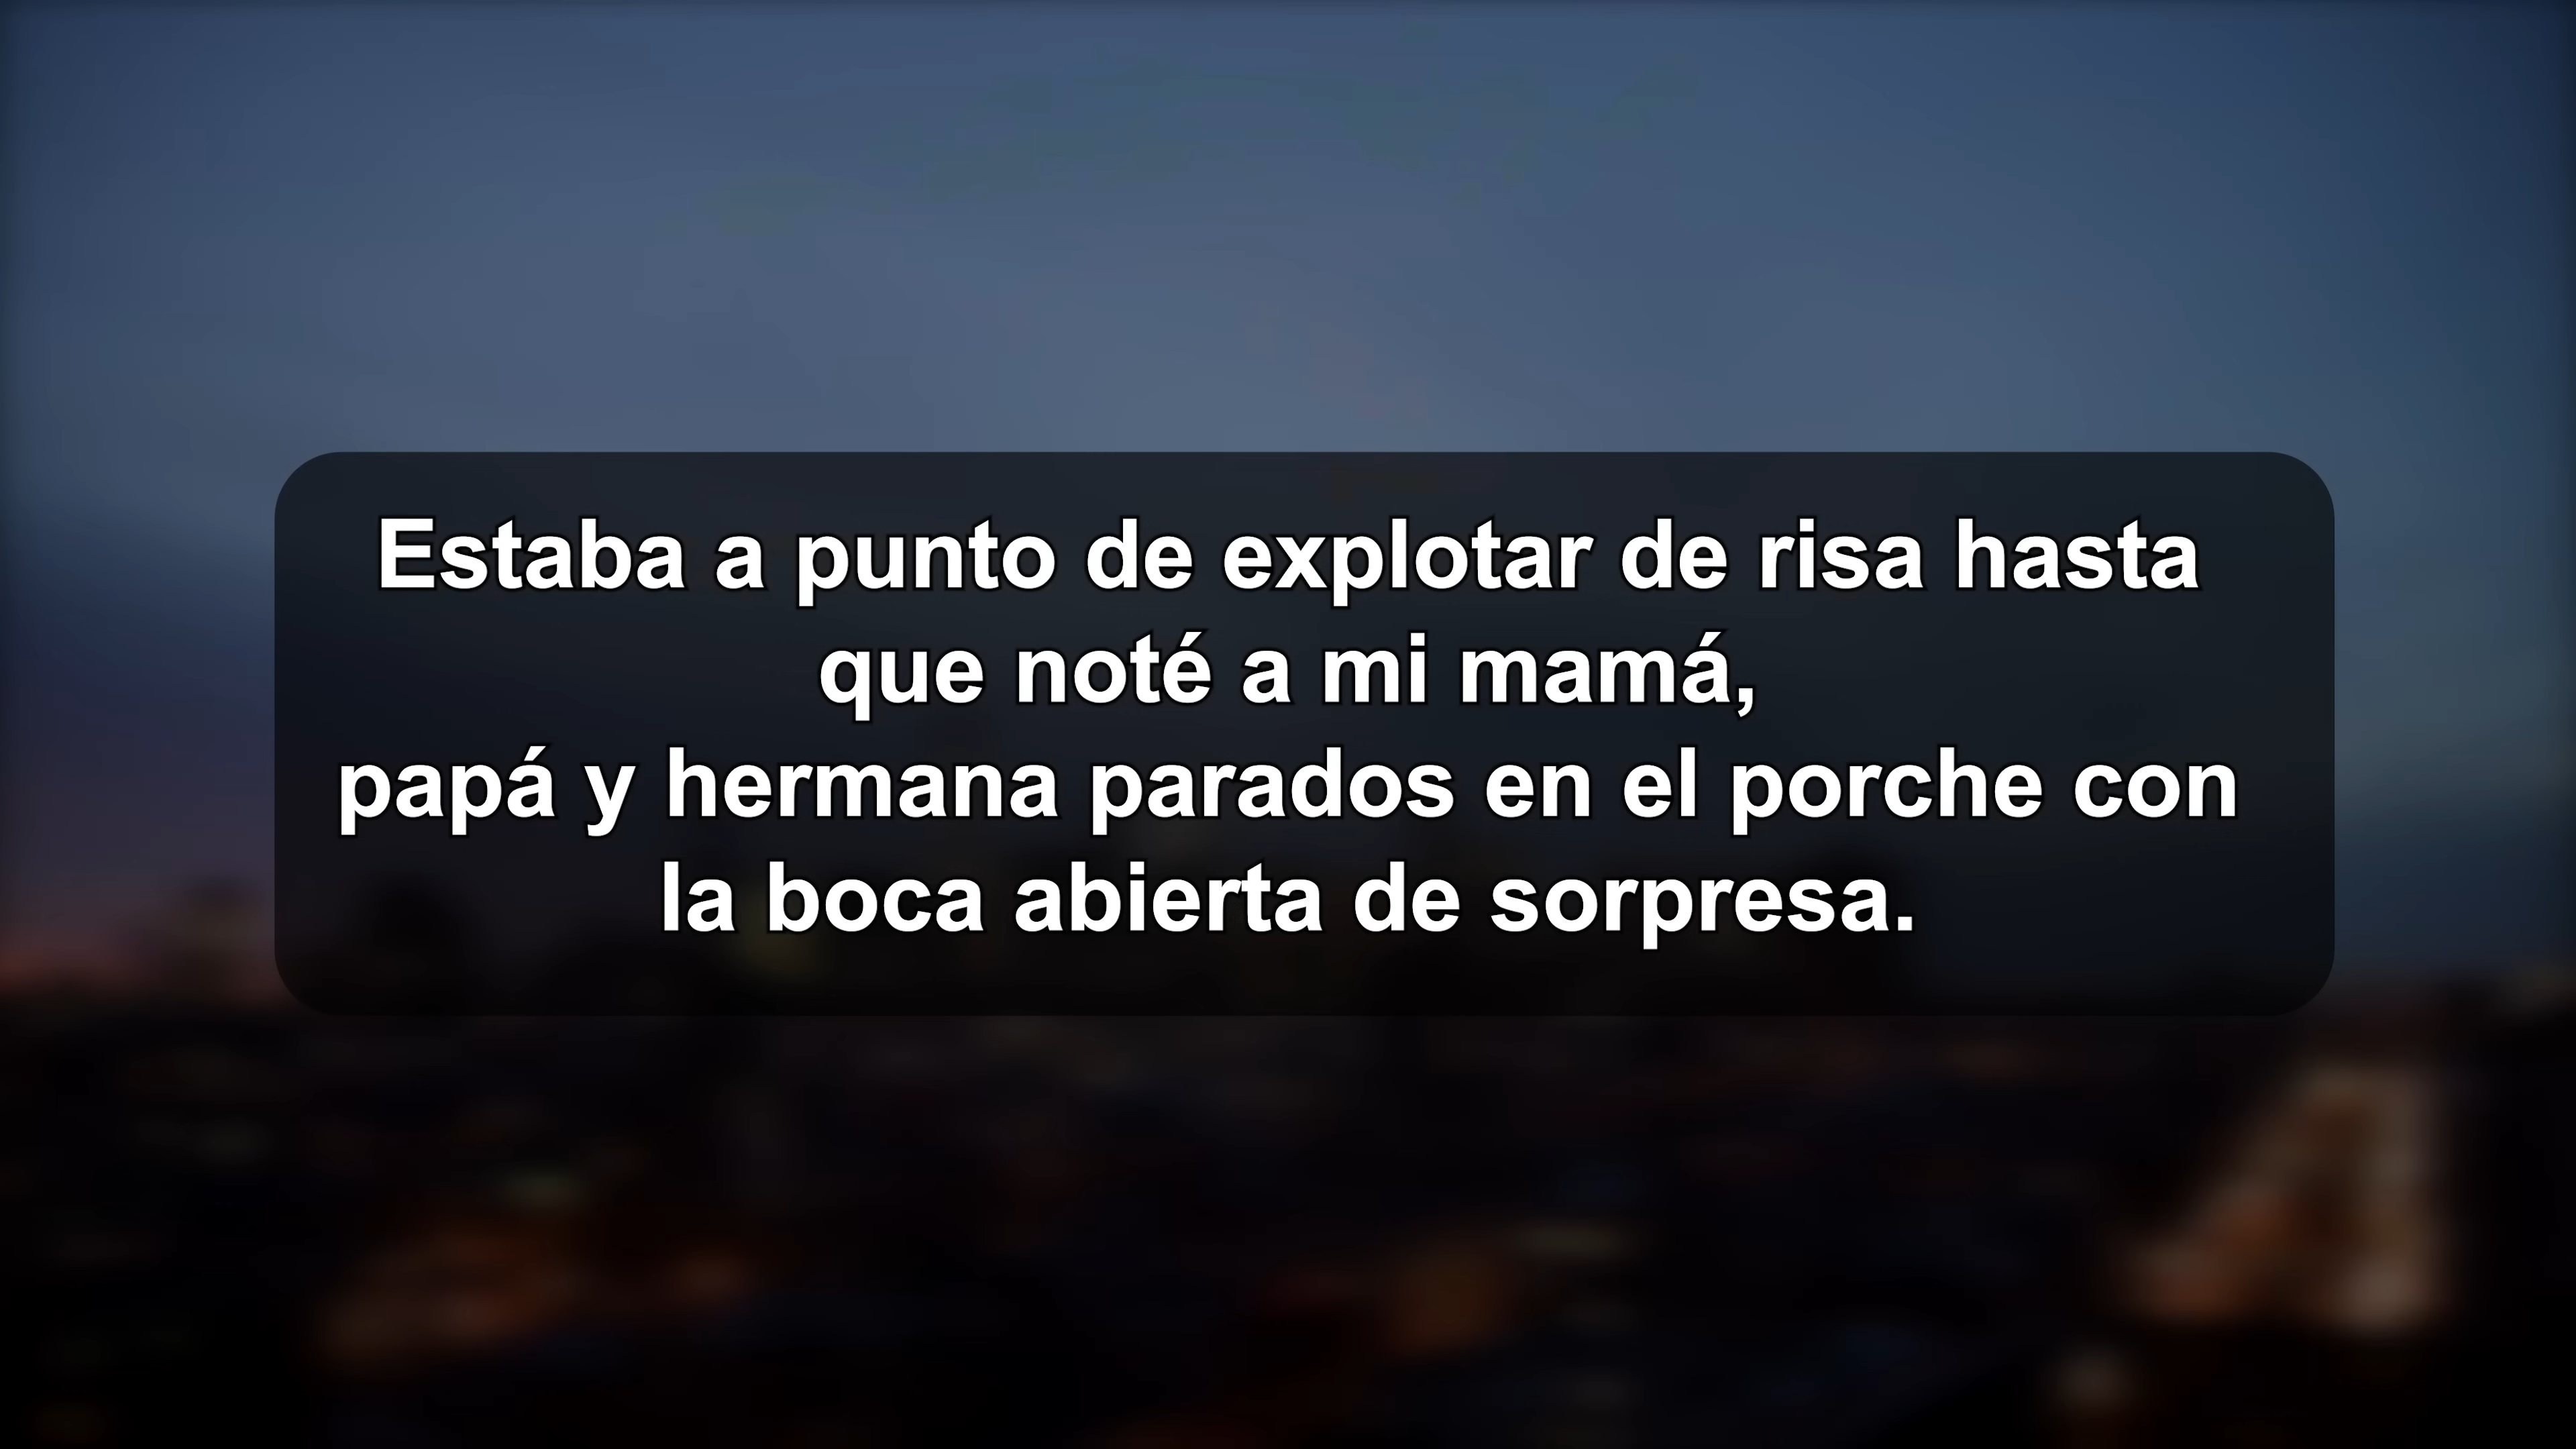 Estaba a punto de explotar de risa hasta
que noté a mi mamá,
papá y hermana parados en el porche con
la boca abierta de sorpresa.